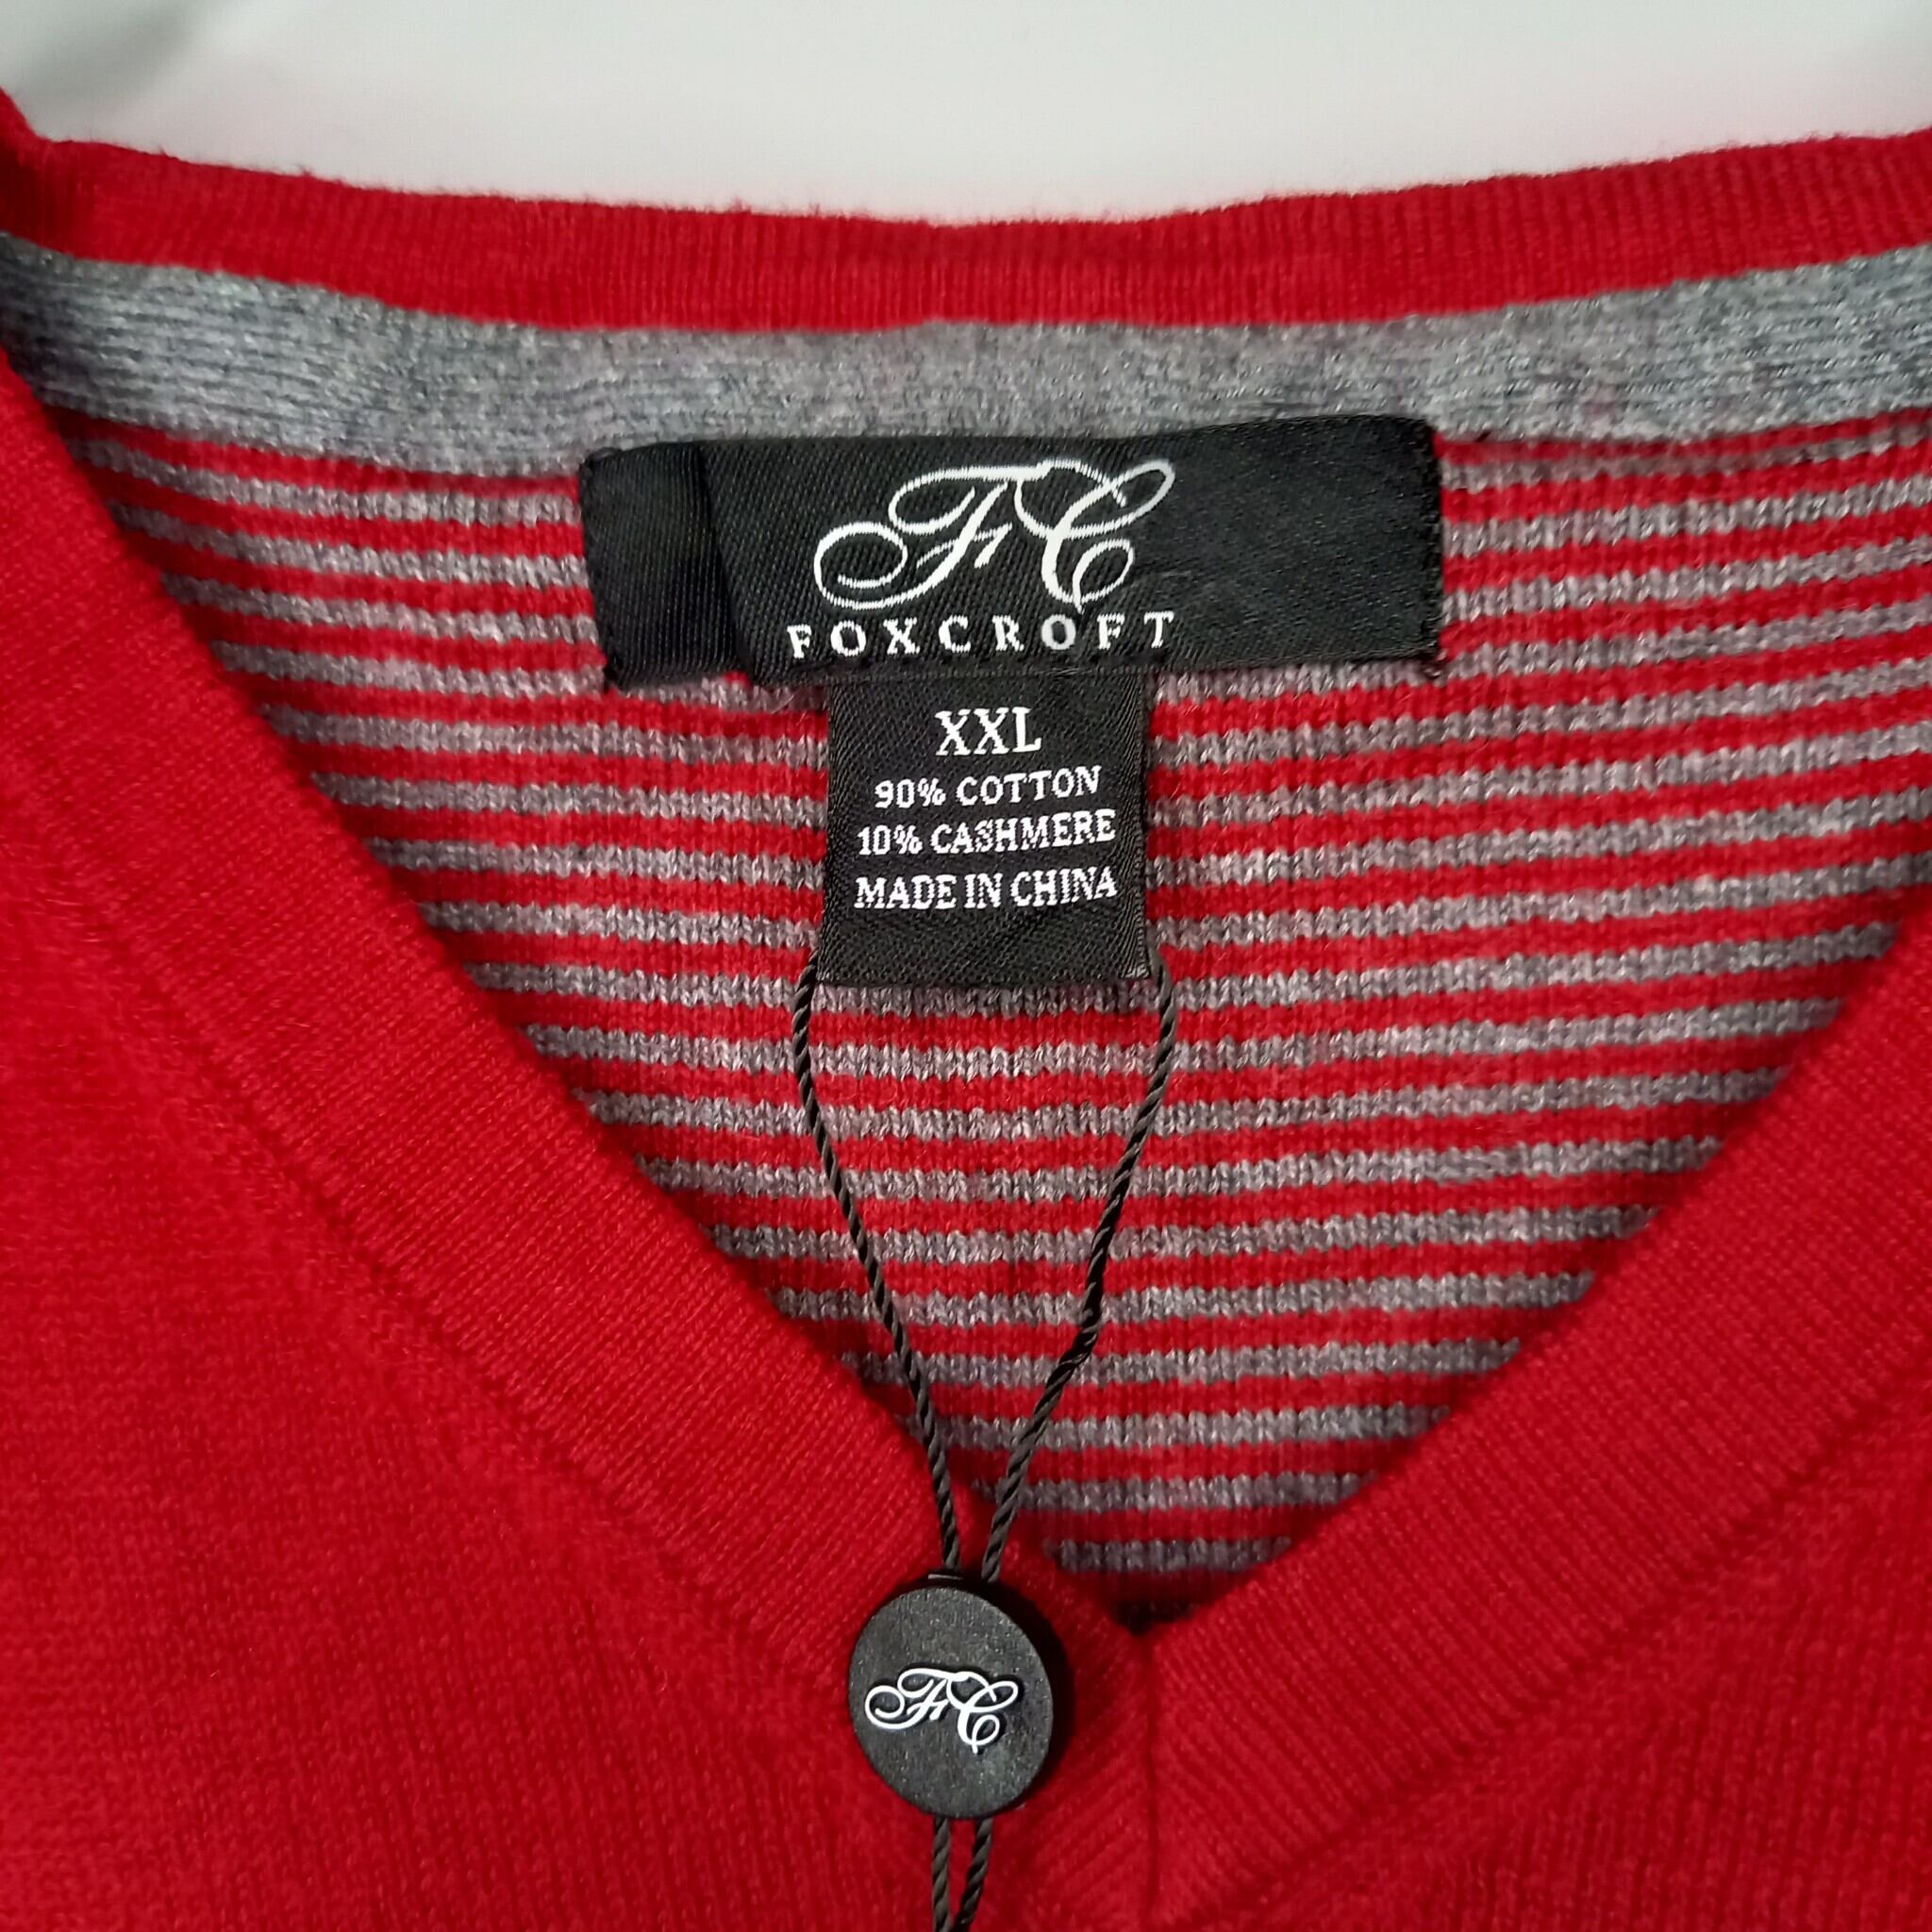 FC
FOXCROFT
XXL
90% COTTON
10% CASHMERE
MADE IN CHINA
FC